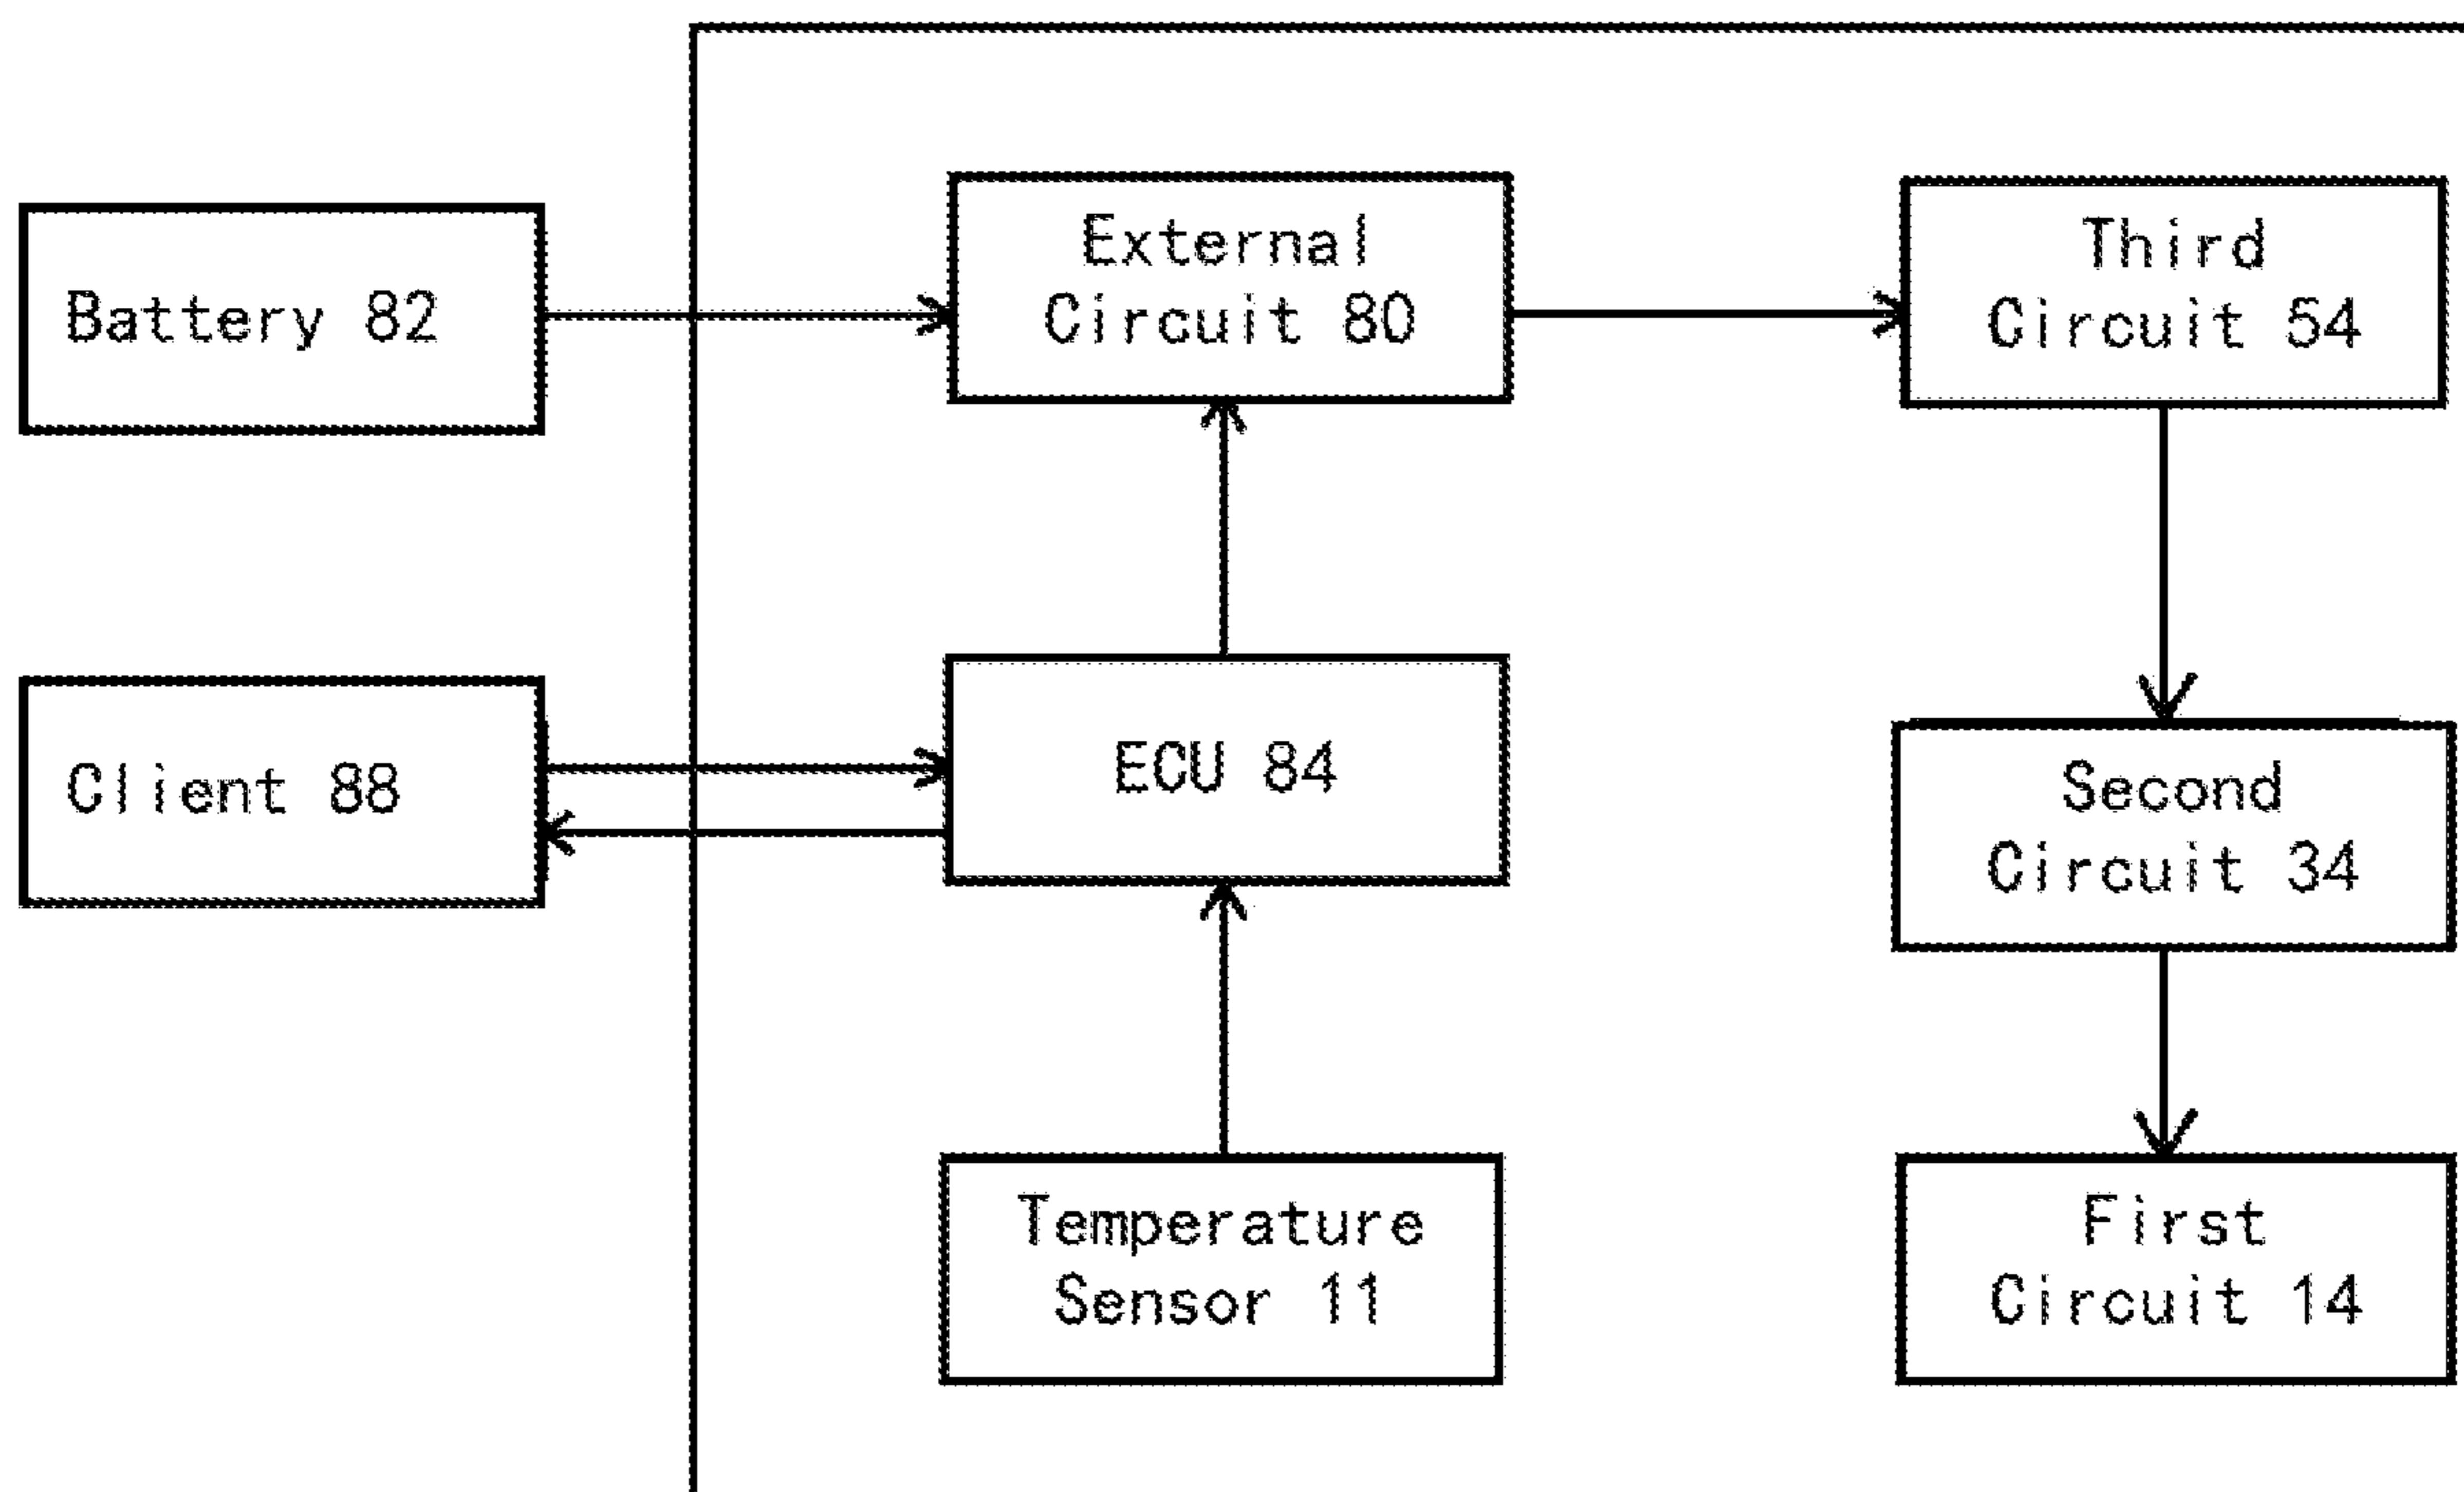 External
Circuit 80
Third
Circuit 54
Battery 82
Client 88
ECU 84
Second
Circuit 34
Temperature
Sensor 11
First
Circuit 14